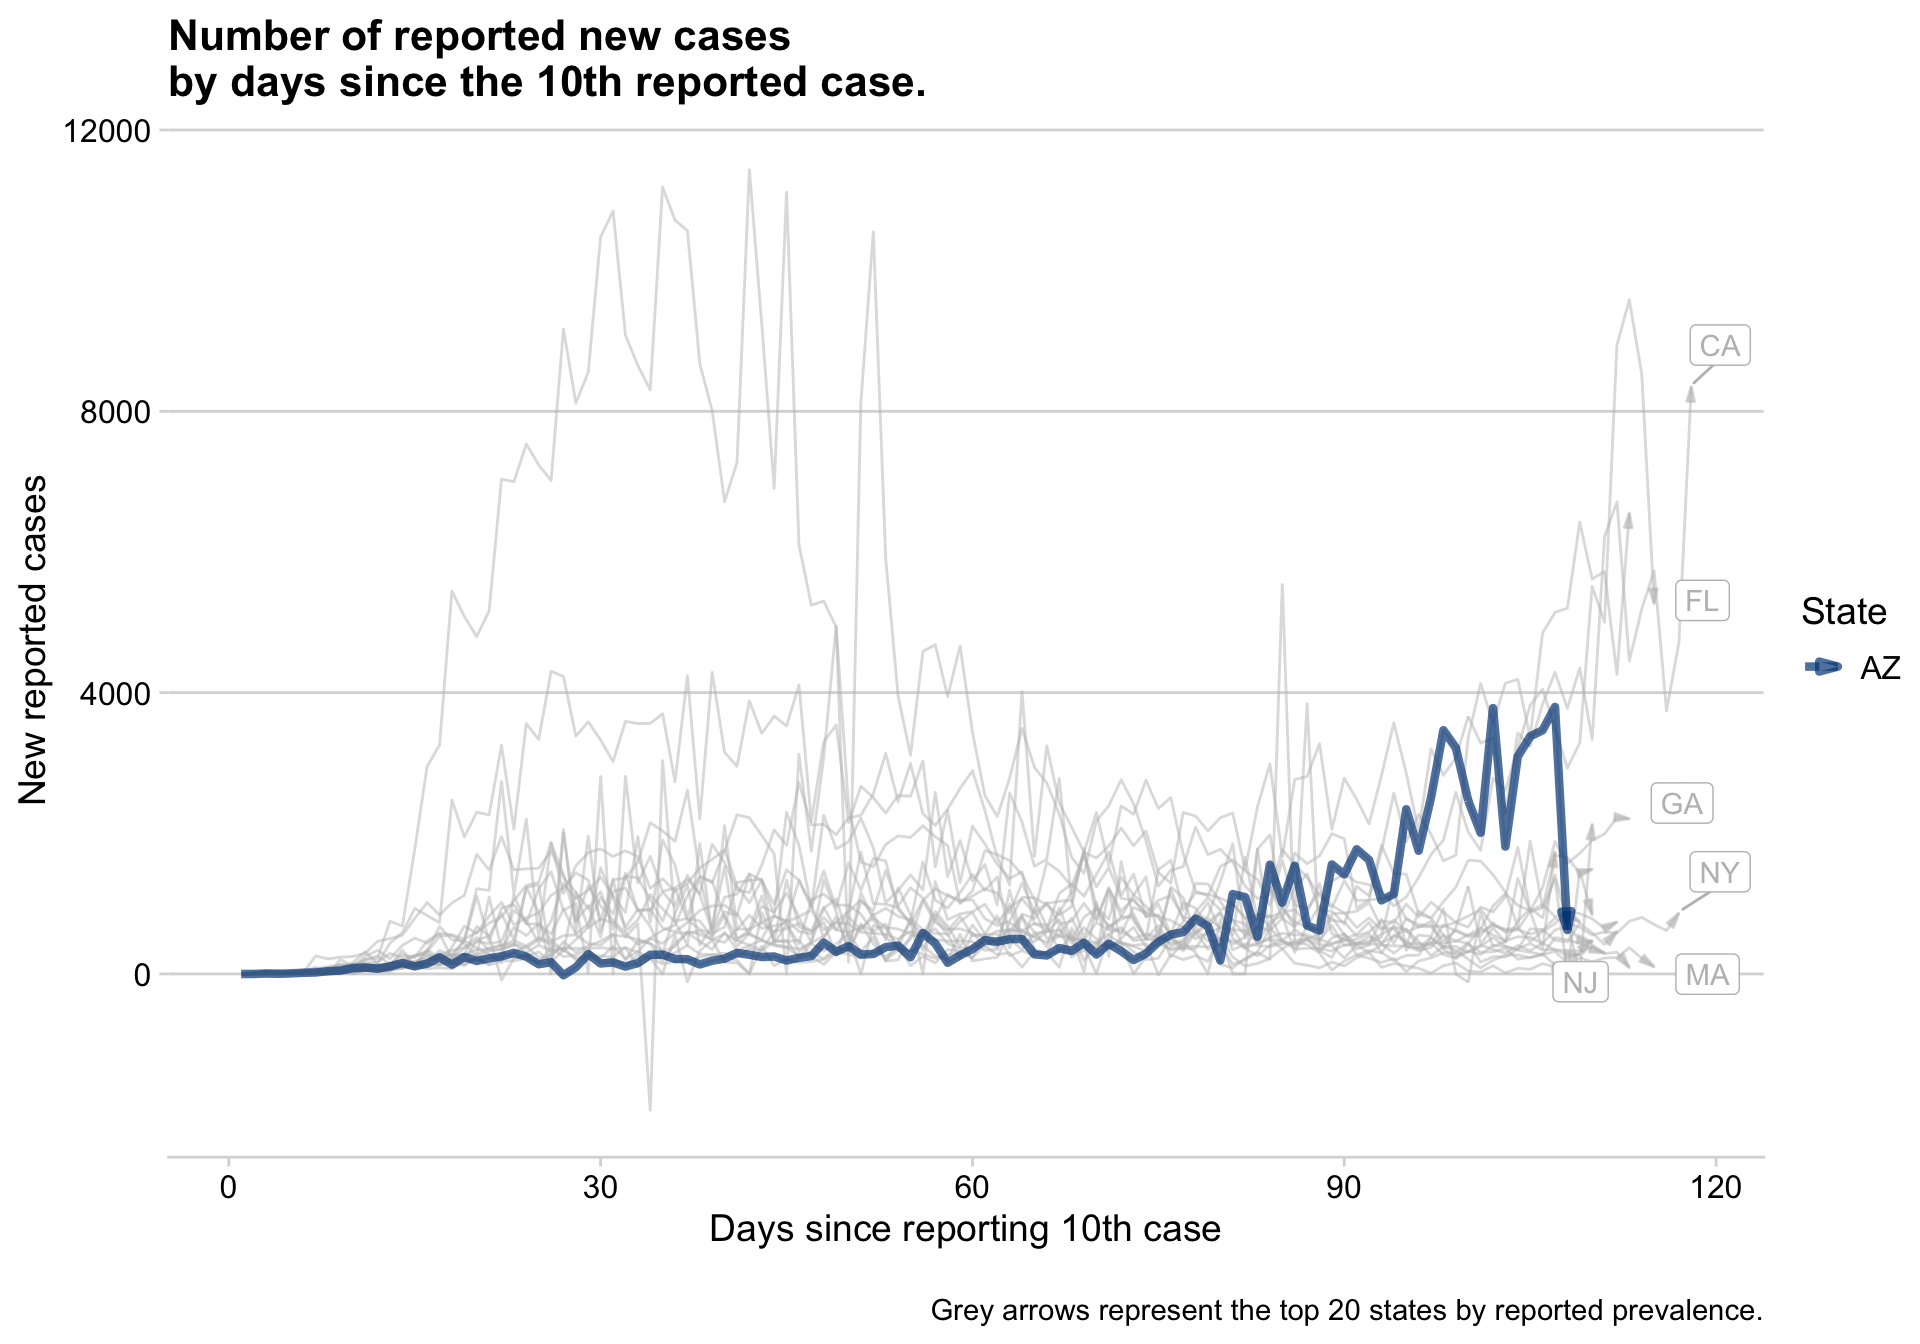 Number of reported new cases
by days since the 10th reported case.
12000
8000
4000
0
New reported cases
CA
FL
GA
NY
NJ
MA
State
AZ
0
30
60
90
120
Days since reporting 10th case
Grey arrows represent the top 20 states by reported prevalence.